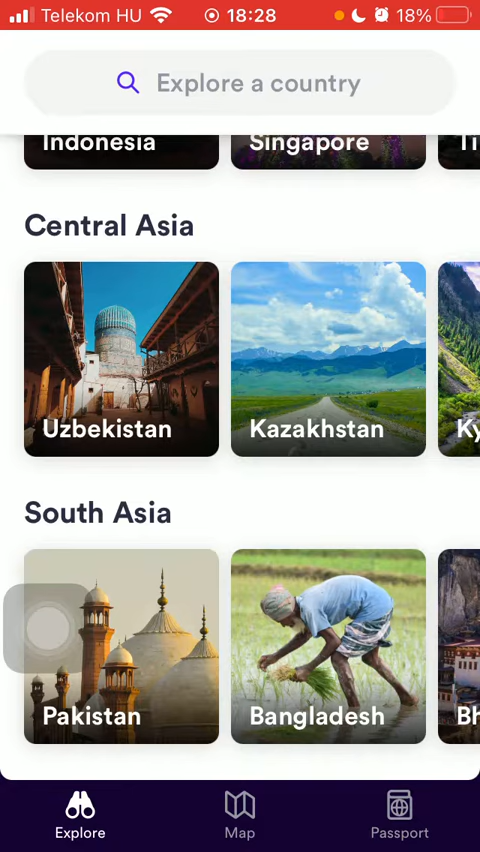 Telekom HU 18:28 18%
Explore a country
Indonesia Singapore
Central Asia
Uzbekistan Kazakhstan
South Asia
Pakistan Bangladesh
Explore Map Passport